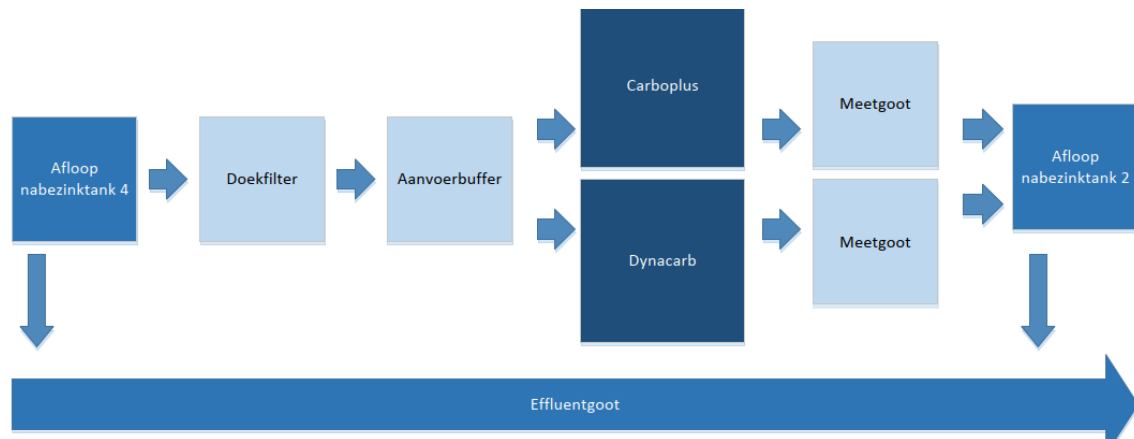 Afloop
nabezinktank 4
Doekfilter
Aanvoerbuffer
Carboplus
Dynacarb
Meetgoot
Meetgoot
Afloop
nabezinktank 2
Effluentgoot